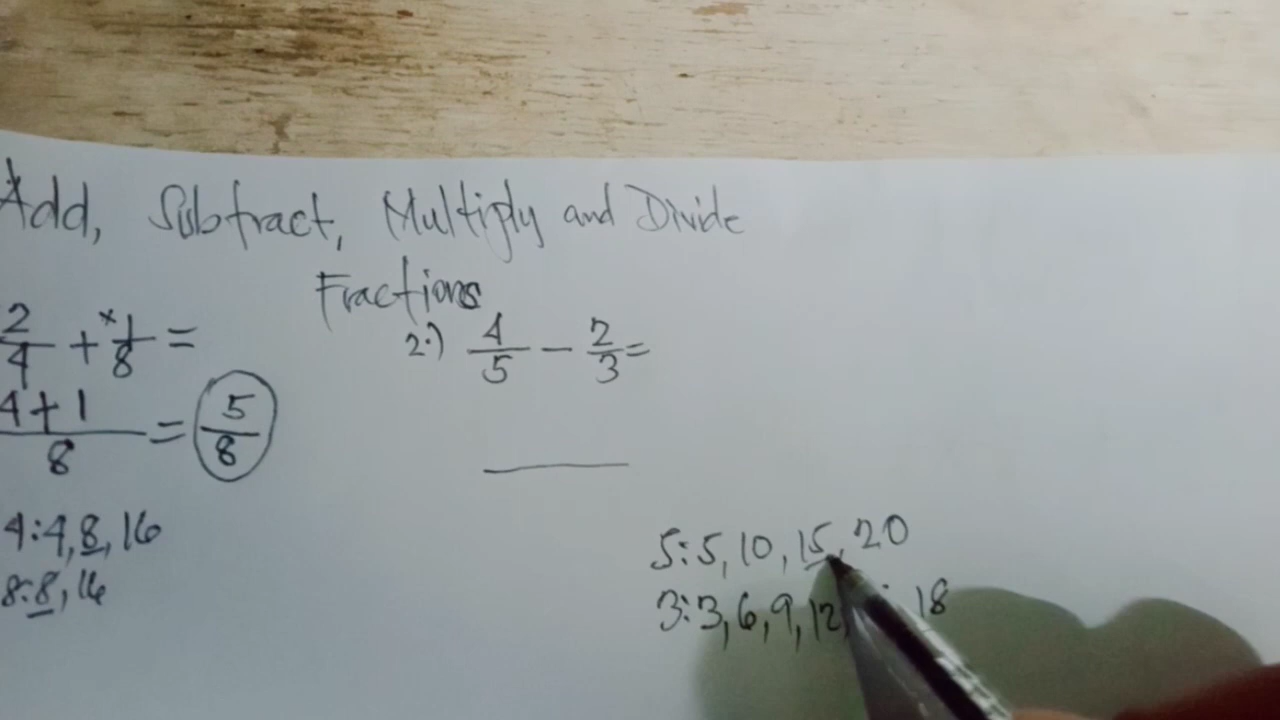 Add, Subtract, Multiply and Divide
Fractions
2/4 + 1/8 =
4+1/8 = 5/8
4:4,8,16
8:8,16
2.) 4/5 - 2/3 =
5:5,10,15,20
3:3,6,9,12, 18